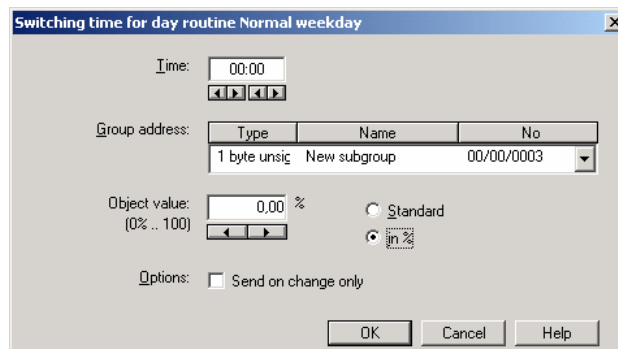 Switching time for day routine Normal weekday
Time: 00:00
Group address: Type Name No
1 byte unsig New subgroup 00/00/0003
Object value: 0,00 % Standard
(0% .. 100) in %
Options: Send on change only
OK Cancel Help